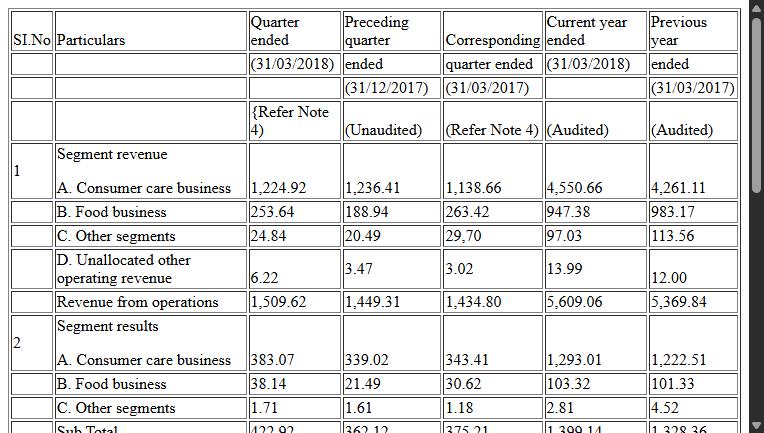 SI.No Particulars Quarter ended Preceding quarter Corresponding Current year ended Previous year
(31/03/2018) ended quarter ended (31/03/2018) ended
(31/12/2017) (31/03/2017) (31/03/2017)
{Refer Note 4) (Unaudited) (Refer Note 4) (Audited) (Audited)
1 Segment revenue
A. Consumer care business 1,224.92 1,236.41 1,138.66 4,550.66 4,261.11
B. Food business 253.64 188.94 263.42 947.38 983.17
C. Other segments 24.84 20.49 29,70 97.03 113.56
D. Unallocated other operating revenue 6.22 3.47 3.02 13.99 12.00
Revenue from operations 1,509.62 1,449.31 1,434.80 5,609.06 5,369.84
2 Segment results
A. Consumer care business 383.07 339.02 343.41 1,293.01 1,222.51
B. Food business 38.14 21.49 30.62 103.32 101.33
C. Other segments 1.71 1.61 1.18 2.81 4.52
Sub Total 422.92 362.12 375.21 1,399.14 1,328.36